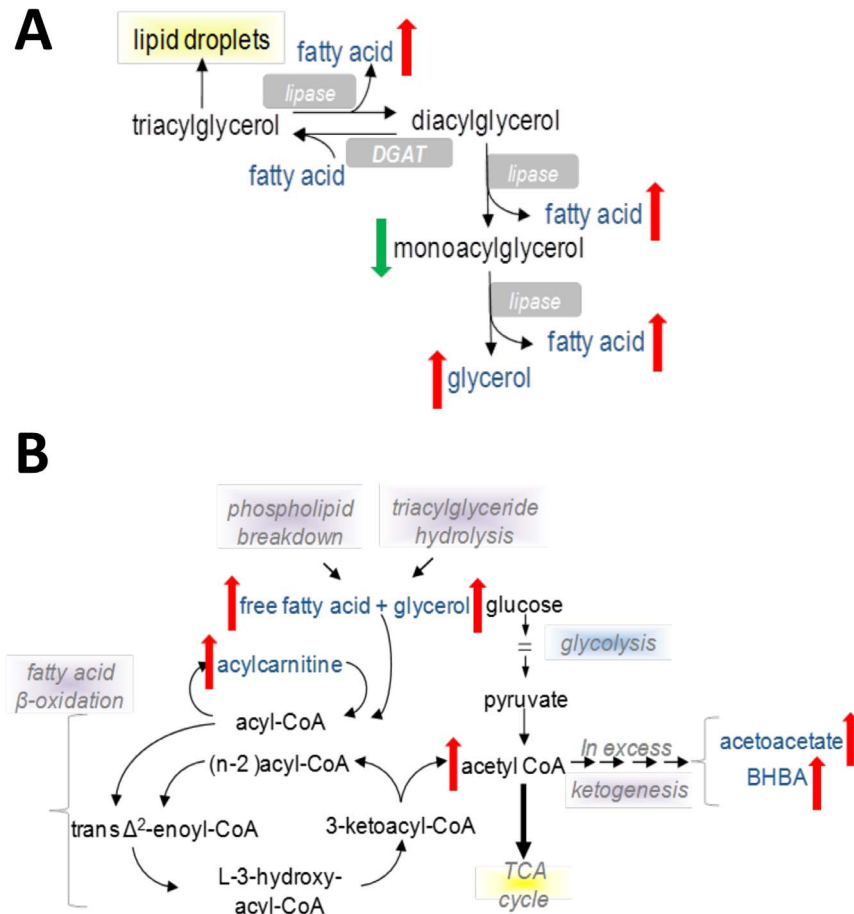 A
lipid droplets
fatty acid
lipase
triacylglycerol
diacylglycerol
DGAT
fatty acid
lipase
fatty acid
monoacylglycerol
lipase
fatty acid
glycerol
B
phospholipid
breakdown
triacylglyceride
hydrolysis
free fatty acid + glycerol
glucose
=
glycolysis
fatty acid
β-oxidation
acylcarnitine
pyruvate
acyl-CoA
(n-2 )acyl-CoA
acetyl CoA
In excess
ketogenesis
acetoacetate
BHBA
trans Δ²-enoyl-CoA
3-ketoacyl-CoA
L-3-hydroxy-
acyl-CoA
TCA
cycle